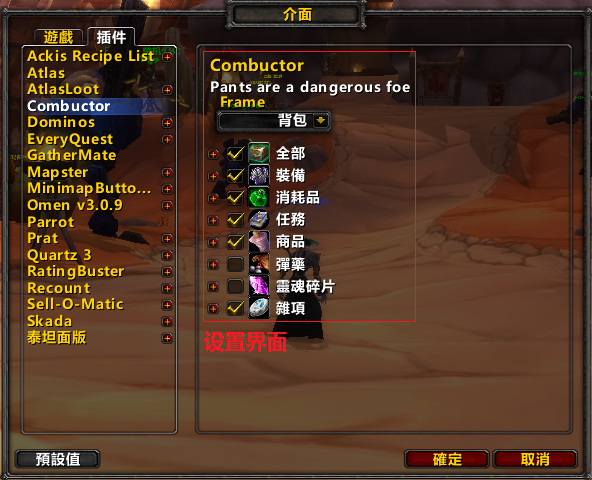 介面
遊戲 插件
Ackis Recipe List
Atlas
AtlasLoot
Combuctor
Dominos
EveryQuest
GatherMate
Mapster
MinimapButto...
Omen v3.0.9
Parrot
Prat
Quartz 3
RatingBuster
Recount
Sell-O-Matic
Skada
泰坦面版
Combuctor
Pants are a dangerous foe
Frame
背包
全部
裝備
消耗品
任務
商品
彈藥
靈魂碎片
雜項
设置界面
預設值
確定
取消